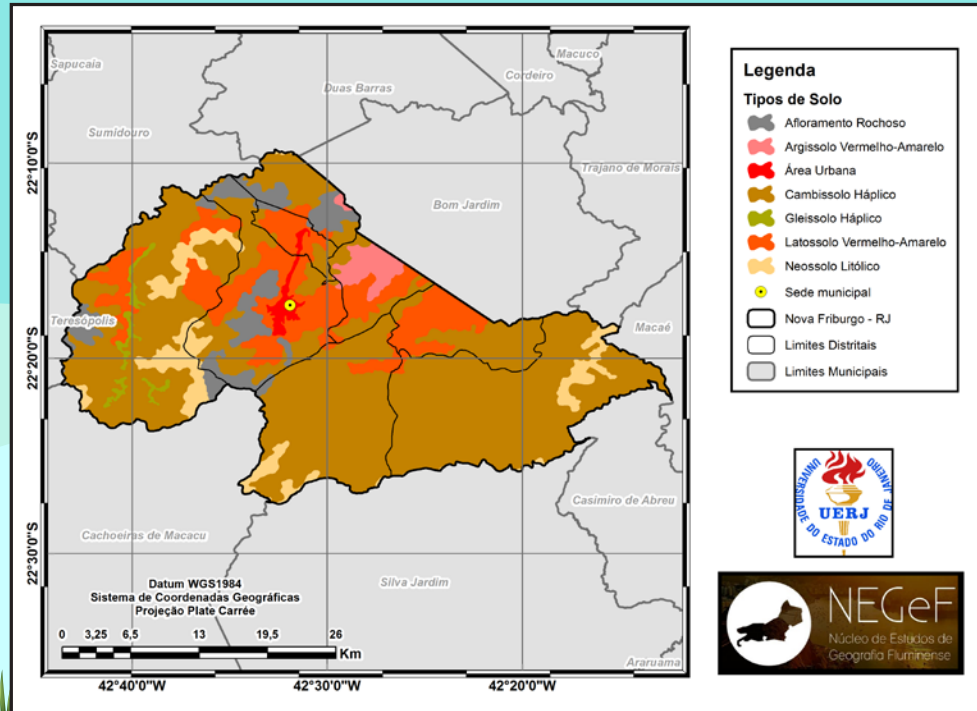 Sapucaia
Macuco
Cordeiro
Duas Barras
Sumidouro
Trajano de Morais
Bom Jardim
Teresópolis
Macaé
Casimiro de Abreu
Cachoeiras de Macacu
Silva Jardim
Araruama
22°10'0"S
22°20'0"S
22°30'0"S
Datum WGS1984
Sistema de Coordenadas Geográficas
Projeção Plate Carrée
0 3,25 6,5 13 19,5 26
Km
42°40'0"W 42°30'0"W 42°20'0"W
Legenda
Tipos de Solo
Afloramento Rochoso
Argissolo Vermelho-Amarelo
Área Urbana
Cambissolo Háplico
Gleissolo Háplico
Latossolo Vermelho-Amarelo
Neossolo Litólico
Sede municipal
Nova Friburgo - RJ
Limites Distritais
Limites Municipais
UNIVERSIDADE DO ESTADO DO RIO DE JANEIRO
UERJ
NEGeF
Núcleo de Estudos de
Geografia Fluminense